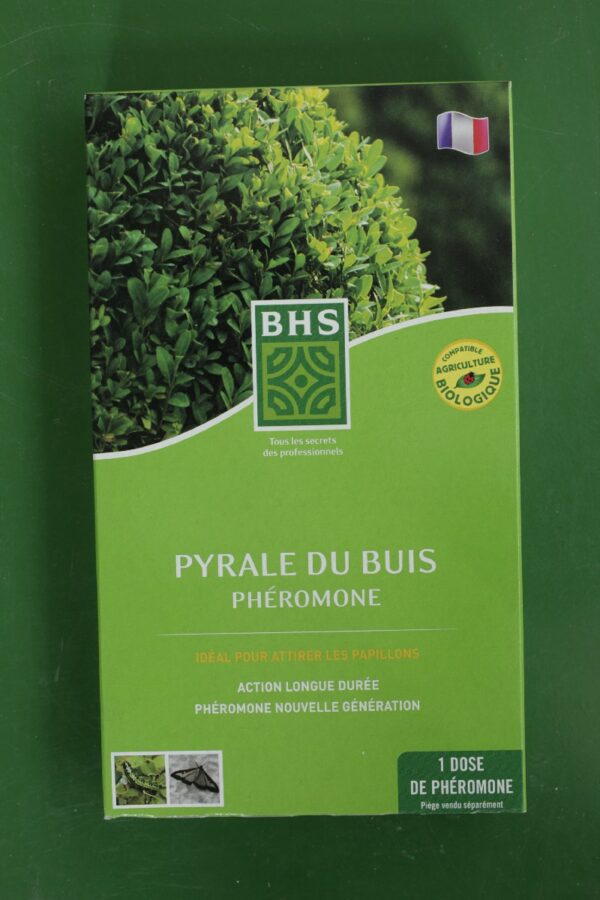 BHS
Tous les secrets
des professionnels
COMPATIBLE
AGRICULTURE
BIOLOGIQUE
PYRALE DU BUIS
PHÉROMONE
IDÉAL POUR ATTIRER LES PAPILLONS
ACTION LONGUE DURÉE
PHÉROMONE NOUVELLE GÉNÉRATION
1 DOSE
DE PHÉROMONE
Piège vendu séparément